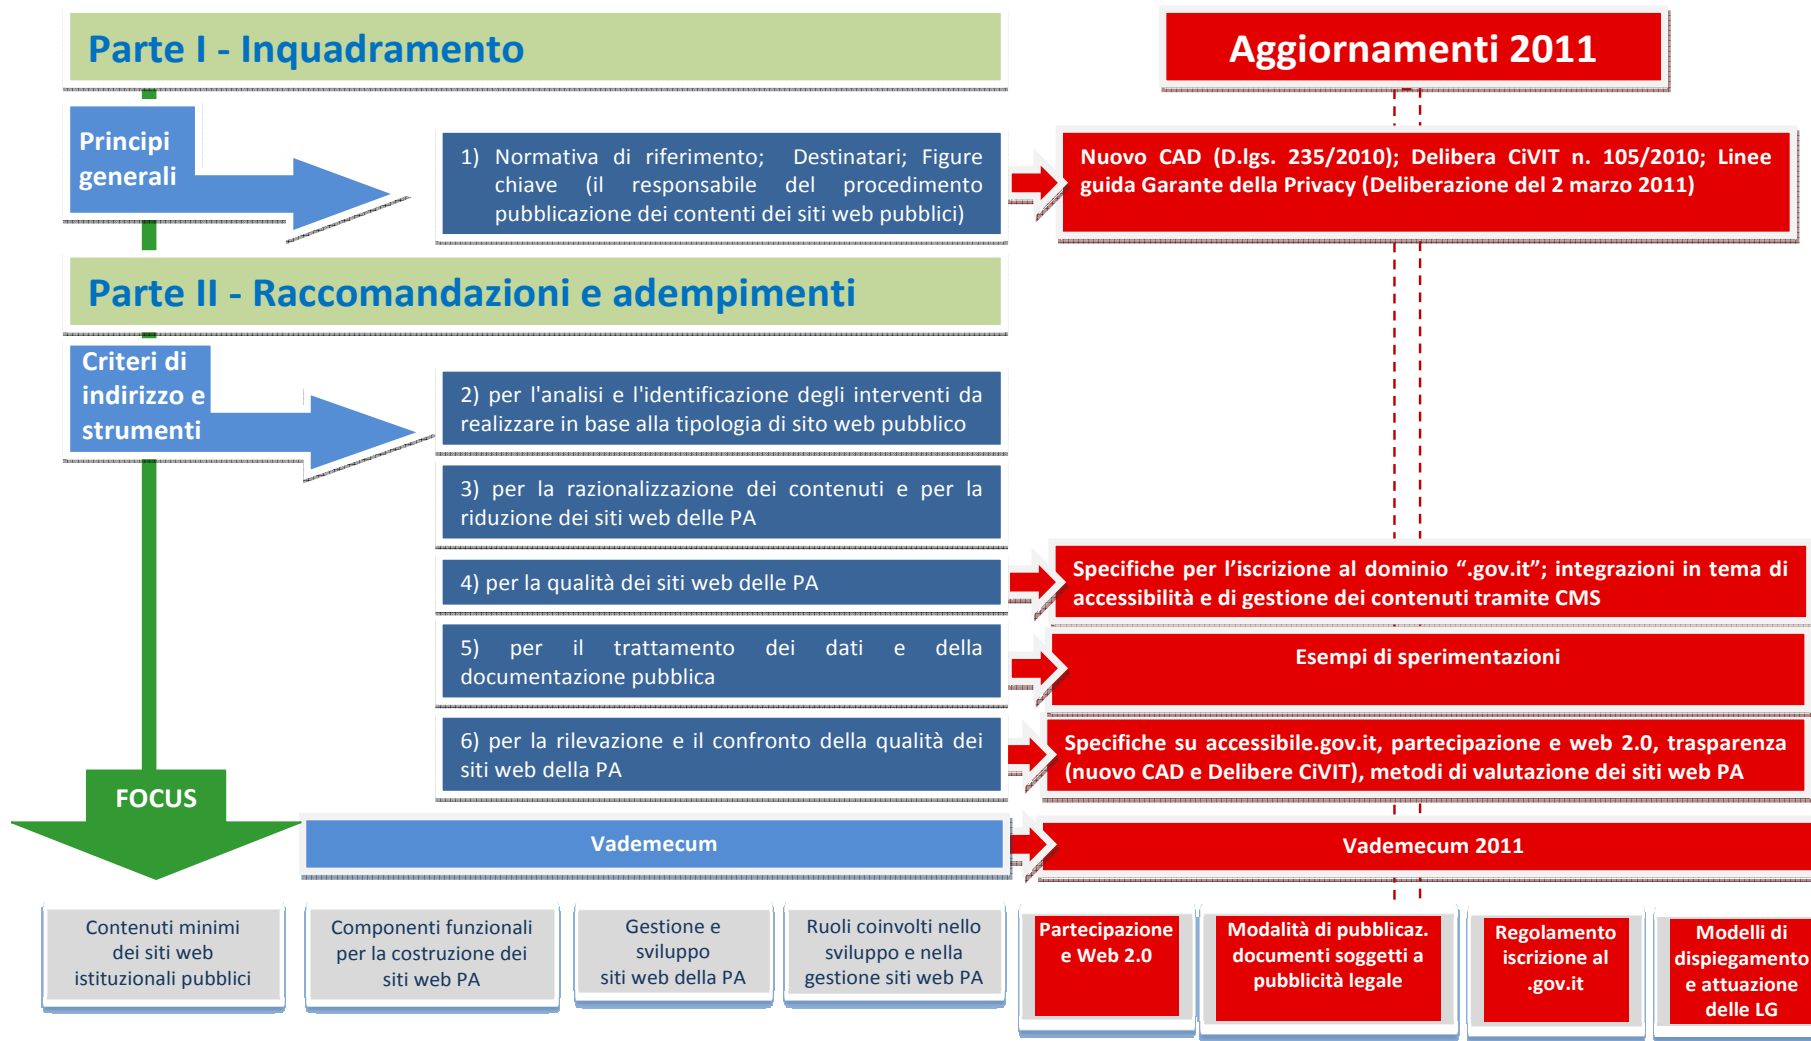 Parte I - Inquadramento
Aggiornamenti 2011
Principi
generali
1) Normativa di riferimento; Destinatari; Figure
chiave (il responsabile del procedimento
pubblicazione dei contenti dei siti web pubblici)
Nuovo CAD (D.lgs. 235/2010); Delibera CiVIT n. 105/2010; Linee
guida Garante della Privacy (Deliberazione del 2 marzo 2011)
Parte II - Raccomandazioni e adempimenti
Criteri di
indirizzo e
strumenti
2) per l'analisi e l'identificazione degli interventi da
realizzare in base alla tipologia di sito web pubblico
3) per la razionalizzazione dei contenuti e per la
riduzione dei siti web delle PA
4) per la qualità dei siti web delle PA
Specifiche per l’iscrizione al dominio “.gov.it”; integrazioni in tema di
accessibilità e di gestione dei contenuti tramite CMS
5) per il trattamento dei dati e della
documentazione pubblica
Esempi di sperimentazioni
6) per la rilevazione e il confronto della qualità dei
siti web della PA
Specifiche su accessibile.gov.it, partecipazione e web 2.0, trasparenza
(nuovo CAD e Delibere CiVIT), metodi di valutazione dei siti web PA
FOCUS
Vademecum
Vademecum 2011
Contenuti minimi
dei siti web
istituzionali pubblici
Componenti funzionali
per la costruzione dei
siti web PA
Gestione e
sviluppo
siti web della PA
Ruoli coinvolti nello
sviluppo e nella
gestione siti web PA
Partecipazione
e Web 2.0
Modalità di pubblicaz.
documenti soggetti a
pubblicità legale
Regolamento
iscrizione al
.gov.it
Modelli di
dispiegamento
e attuazione
delle LG